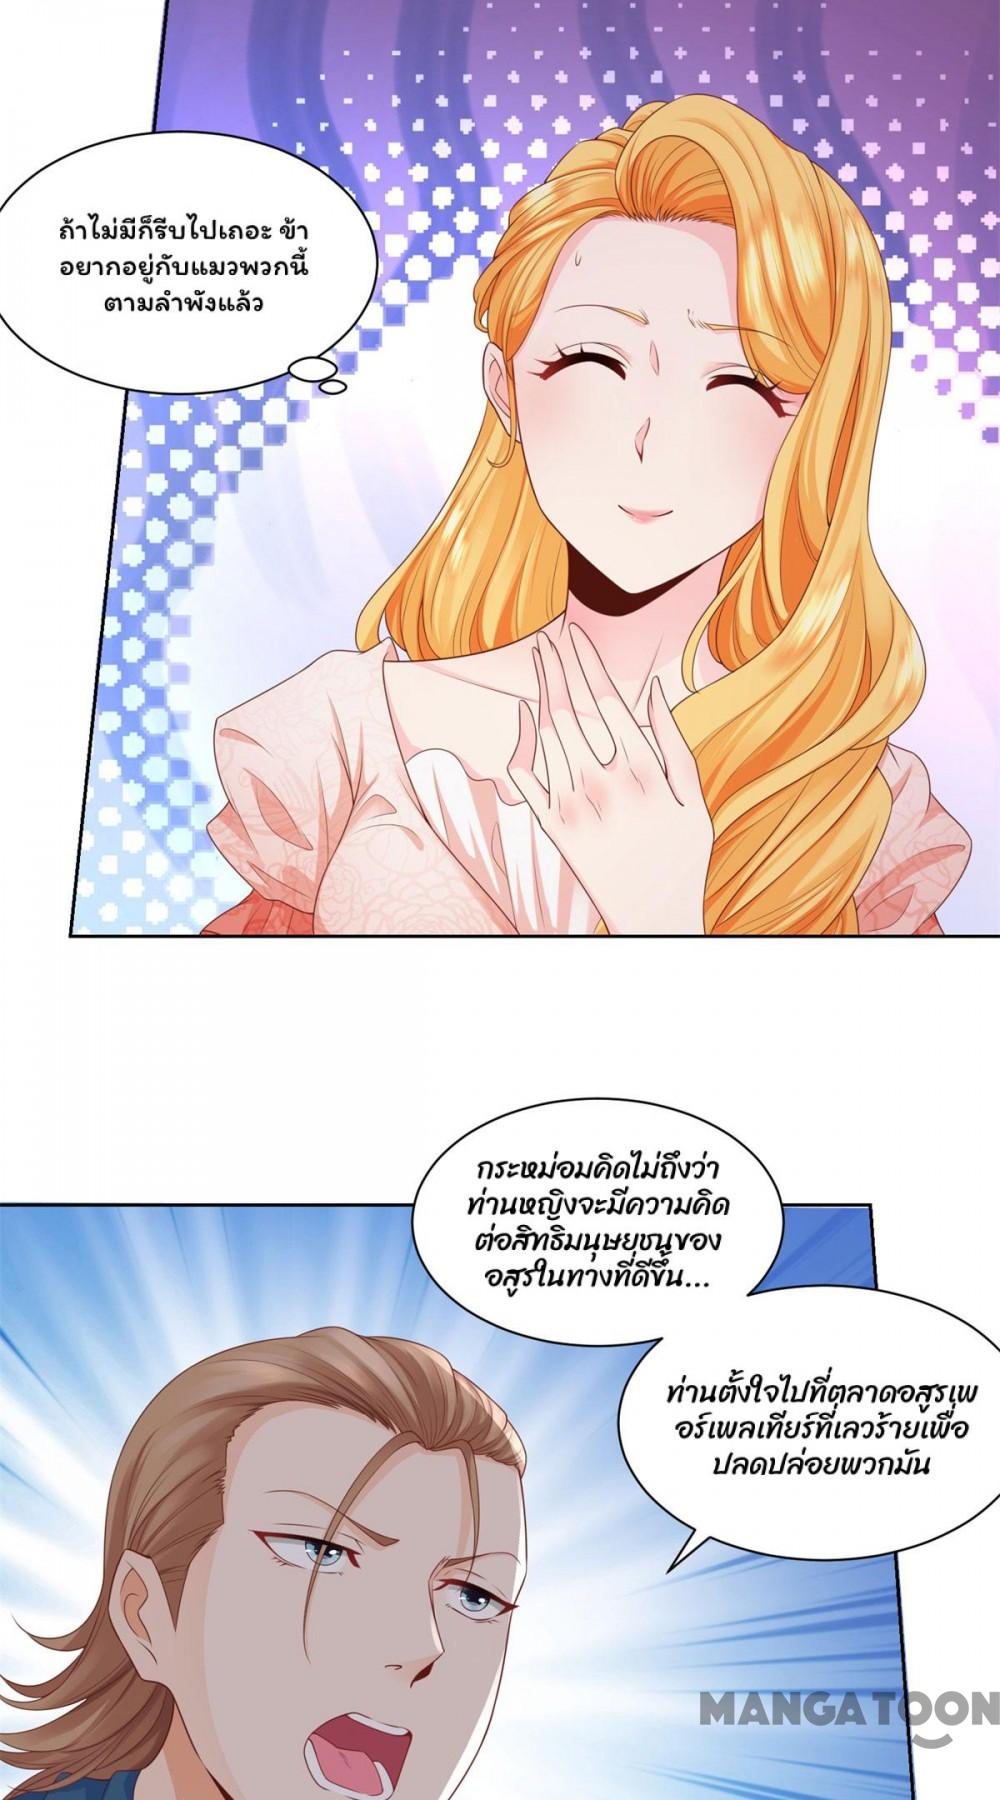 ถ้าไม่มีก็รีบไปเถอะ ข้า
อยากอยู่กับแมวพวกนี้
ตามลำพังแล้ว
กระหม่อมคิดไม่ถึงว่า
ท่านหญิงจะมีความคิด
ต่อสิทธิมนุษยชนของ
อสูรในทางที่ดีขึ้น...
ท่านตั้งใจไปที่ตลาดอสูรเพ
อร์เพลเทียร์ที่เลวร้ายเพื่อ
ปลดปล่อยพวกมัน
MANGATOON